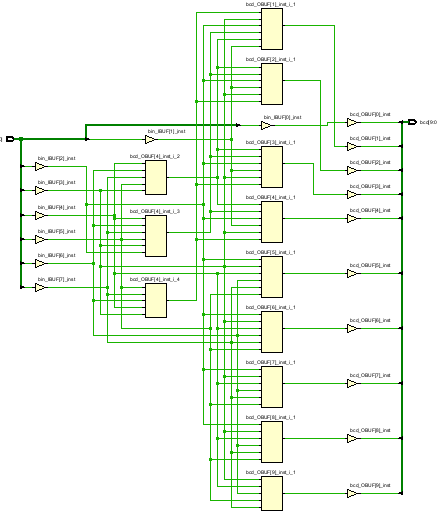 bcd_OBUF[1]_inst_i_1
bcd_OBUF[2]_inst_i_1
bin_IBUF[0]_inst
bcd_OBUF[0]_inst
bcd[9:0]
bin_IBUF[1]_inst
bcd_OBUF[1]_inst
bcd_OBUF[3]_inst_i_1
bin_IBUF[2]_inst
bcd_OBUF[4]_inst_i_2
bcd_OBUF[2]_inst
bin_IBUF[3]_inst
bcd_OBUF[3]_inst
bcd_OBUF[4]_inst_i_1
bin_IBUF[4]_inst
bcd_OBUF[4]_inst_i_3
bcd_OBUF[4]_inst
bin_IBUF[5]_inst
bcd_OBUF[5]_inst_i_1
bin_IBUF[6]_inst
bcd_OBUF[5]_inst
bin_IBUF[7]_inst
bcd_OBUF[4]_inst_i_4
bcd_OBUF[6]_inst_i_1
bcd_OBUF[6]_inst
bcd_OBUF[7]_inst_i_1
bcd_OBUF[7]_inst
bcd_OBUF[8]_inst_i_1
bcd_OBUF[8]_inst
bcd_OBUF[9]_inst_i_1
bcd_OBUF[9]_inst